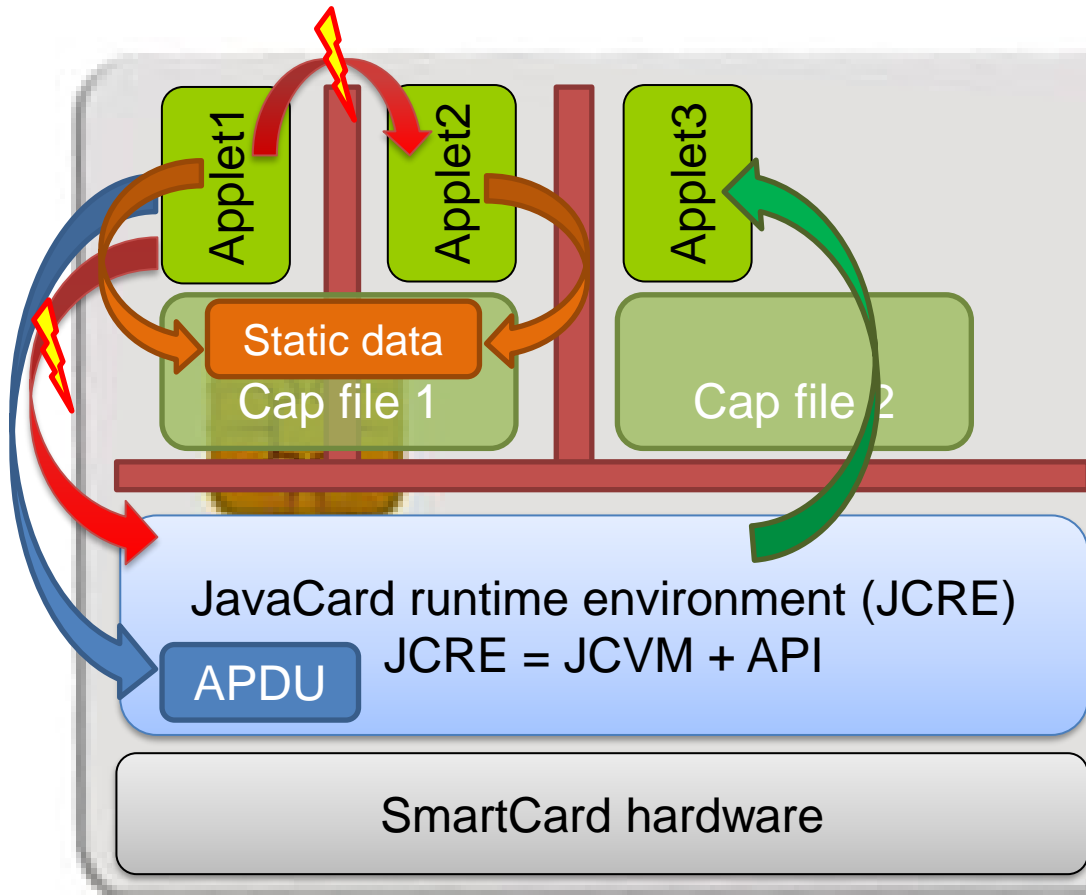 Applet1
Applet2
Applet3
Static data
Cap file 1
Cap file 2
JavaCard runtime environment (JCRE)
JCRE = JCVM + API
APDU
SmartCard hardware